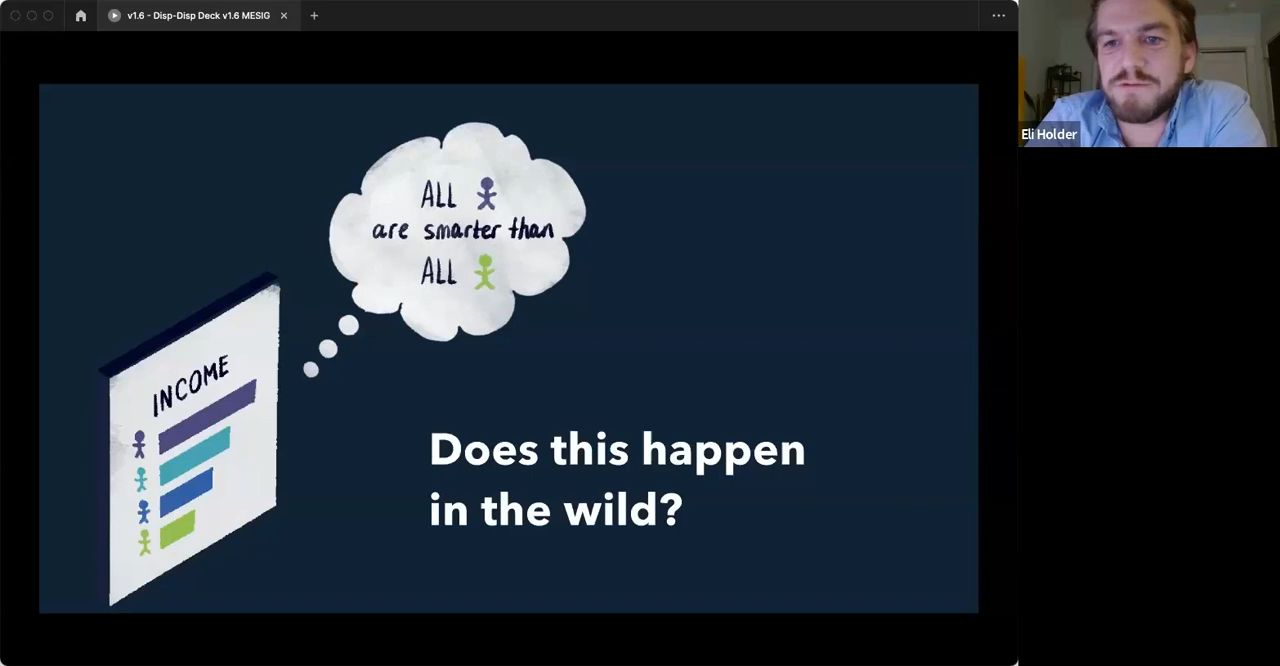 v1.6 - Disp-Disp Deck v1.6 MESIG
Eli Holder
ALL
are smarter than
ALL
INCOME
Does this happen
in the wild?